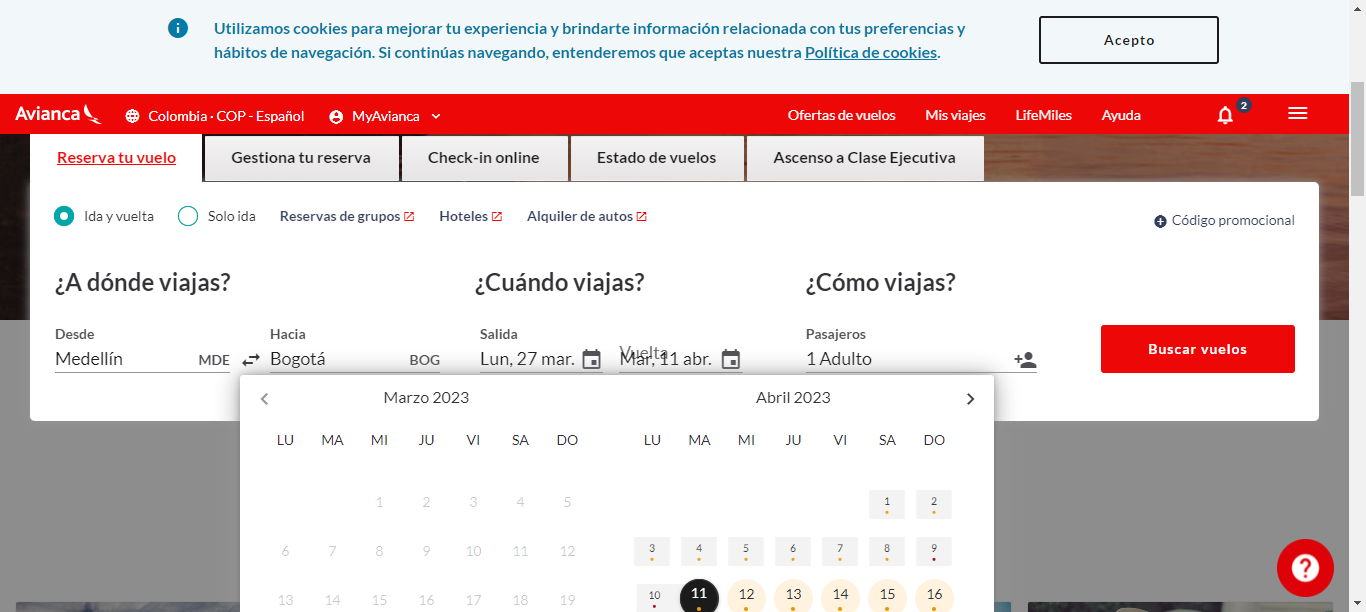 Utilizamos cookies para mejorar tu experiencia y brindarte información relacionada con tus preferencias y
hábitos de navegación. Si continúas navegando, entenderemos que aceptas nuestra Política de cookies.
Acepto
Avianca Colombia · COP - Español MyAvianca Ofertas de vuelos Mis viajes LifeMiles Ayuda 2
Reserva tu vuelo Gestiona tu reserva Check-in online Estado de vuelos Ascenso a Clase Ejecutiva
Ida y vuelta Solo ida Reservas de grupos Hoteles Alquiler de autos Código promocional
¿A dónde viajas? ¿Cuándo viajas? ¿Cómo viajas?
Desde Hacia Salida Vuelta Pasajeros
Medellín MDE Bogotá BOG Lun, 27 mar. Mar, 11 abr. 1 Adulto Buscar vuelos
Marzo 2023 Abril 2023
LU MA MI JU VI SA DO LU MA MI JU VI SA DO
1 2 3 4 5 1 2
6 7 8 9 10 11 12 3 4 5 6 7 8 9
13 14 15 16 17 18 19 10 11 12 13 14 15 16